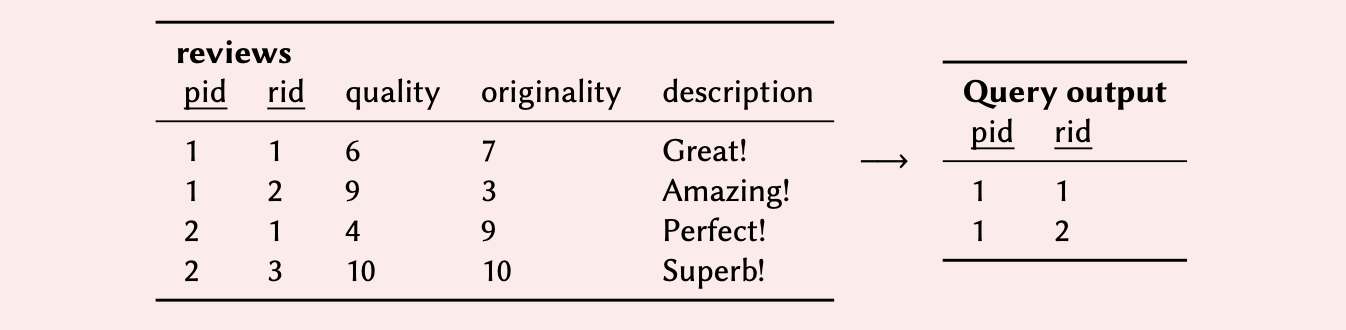 reviews
pid rid quality originality description
1 1 6 7 Great!
1 2 9 3 Amazing!
2 1 4 9 Perfect!
2 3 10 10 Superb!
⟶
Query output
pid rid
1 1
1 2